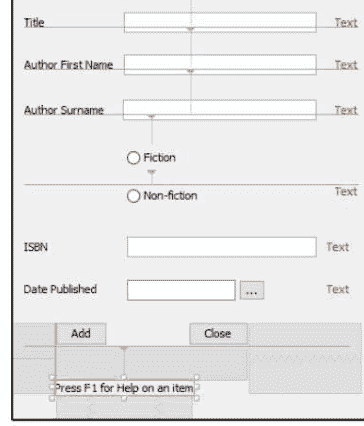 Title Text
Author First Name Text
Author Surname Text
Fiction
Non-fiction Text
ISBN Text
Date Published ... Text
Add Close
Press F1 for Help on an item